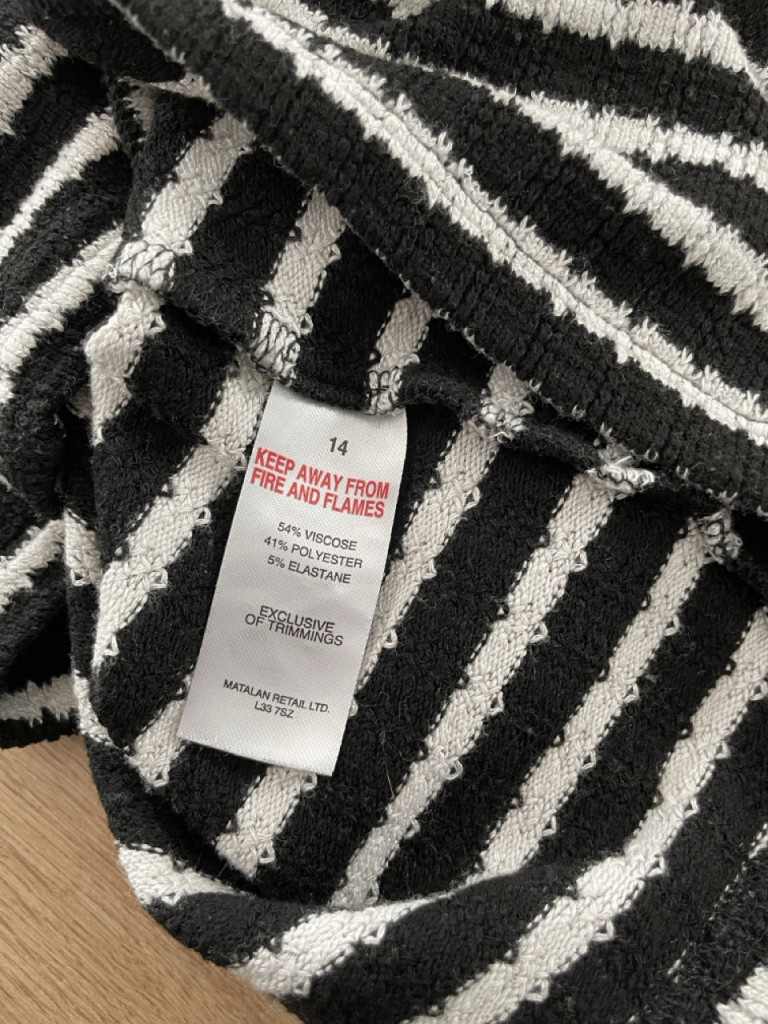 14
KEEP AWAY FROM
FIRE AND FLAMES
54% VISCOSE
41% POLYESTER
5% ELASTANE
EXCLUSIVE
OF TRIMMINGS
MATALAN RETAIL LTD.
L33 7SZ